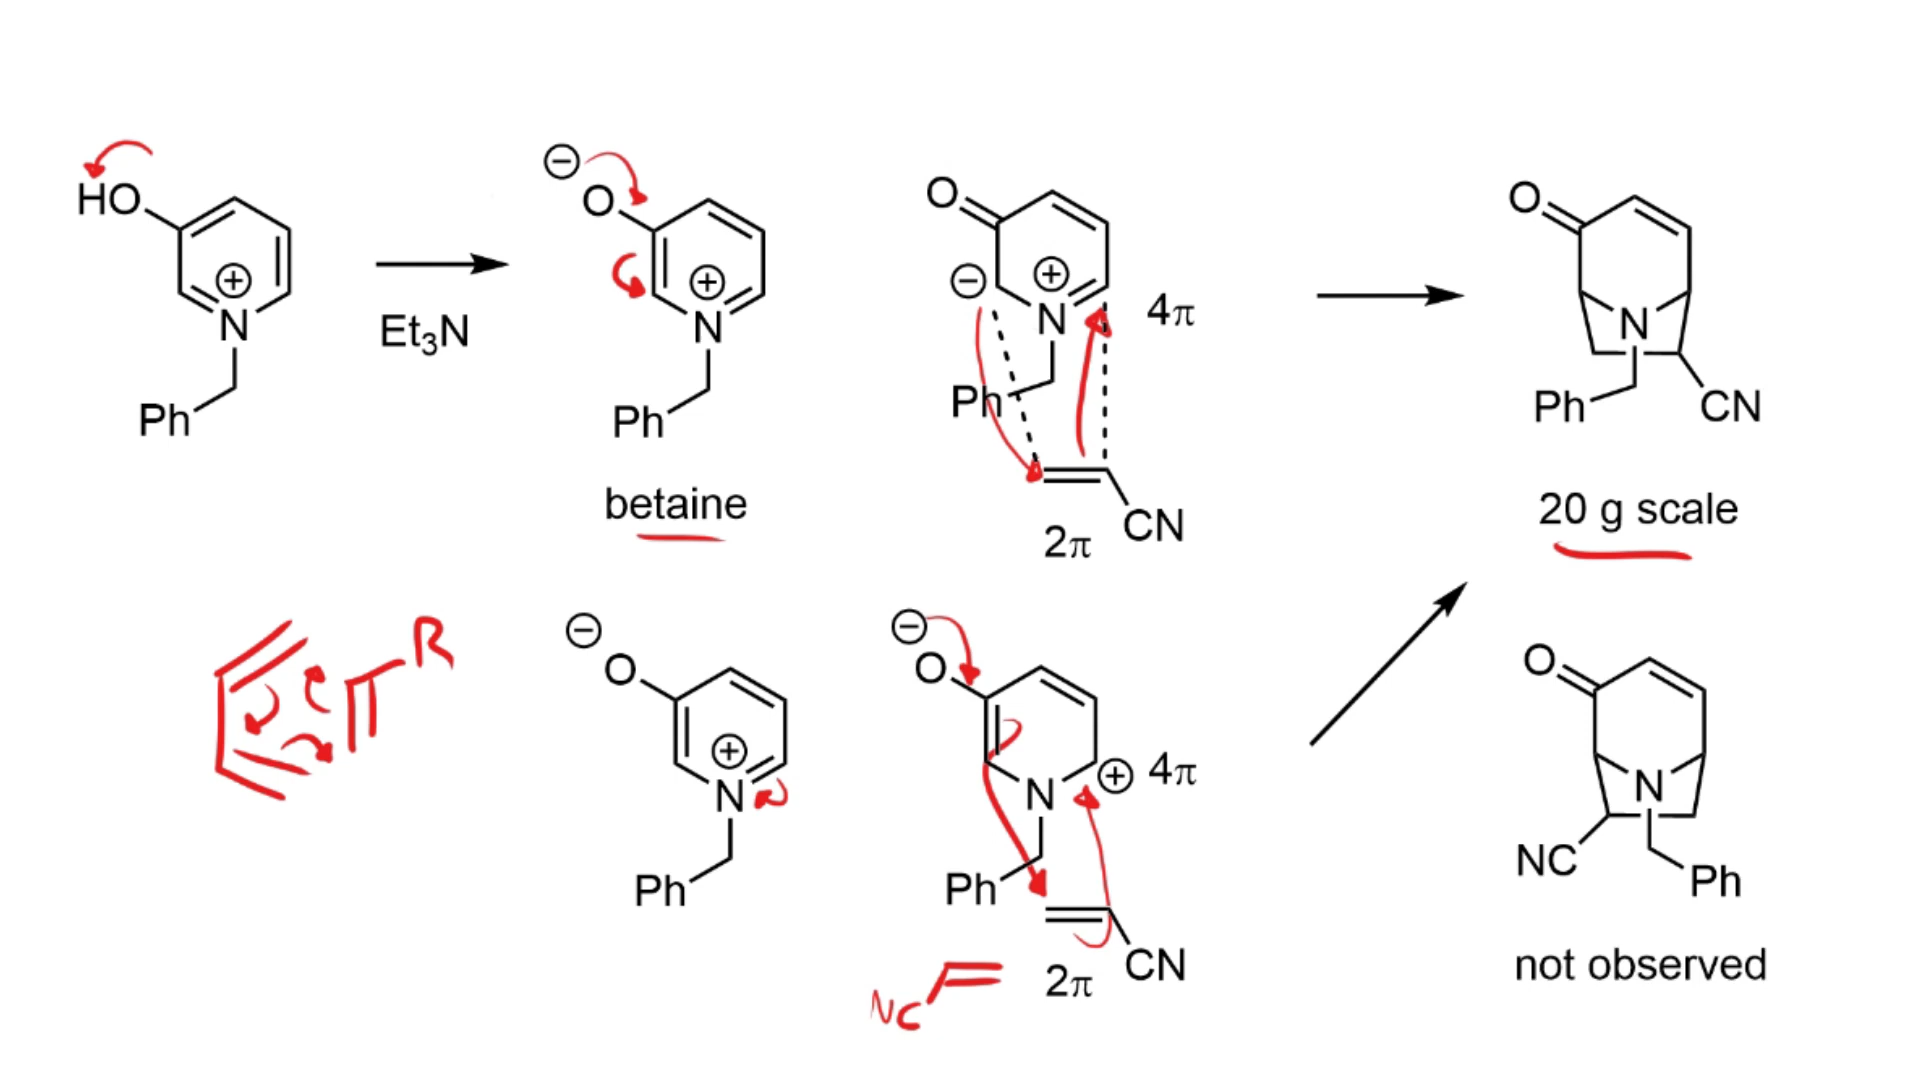 HO
⊕
N
Ph
Et₃N
⊖
O
⊕
N
Ph
betaine
O
⊖
⊕
N
Ph
4π
2π
CN
O
N
Ph
CN
20 g scale
R
⊖
O
⊕
N
Ph
⊖
O
N
⊕
4π
Ph
NC
2π
CN
O
N
NC
Ph
not observed